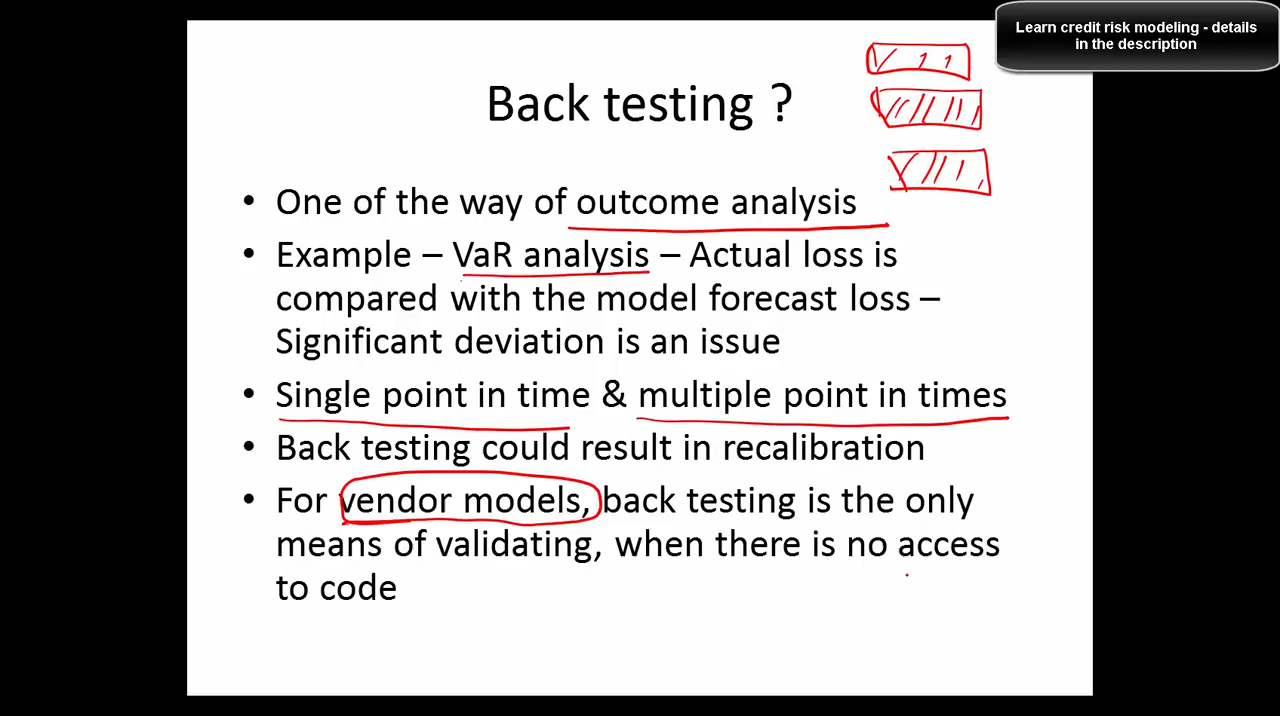 Learn credit risk modeling - details
in the description
Back testing ?
• One of the way of outcome analysis
• Example – VaR analysis – Actual loss is
compared with the model forecast loss –
Significant deviation is an issue
• Single point in time & multiple point in times
• Back testing could result in recalibration
• For vendor models, back testing is the only
means of validating, when there is no access
to code